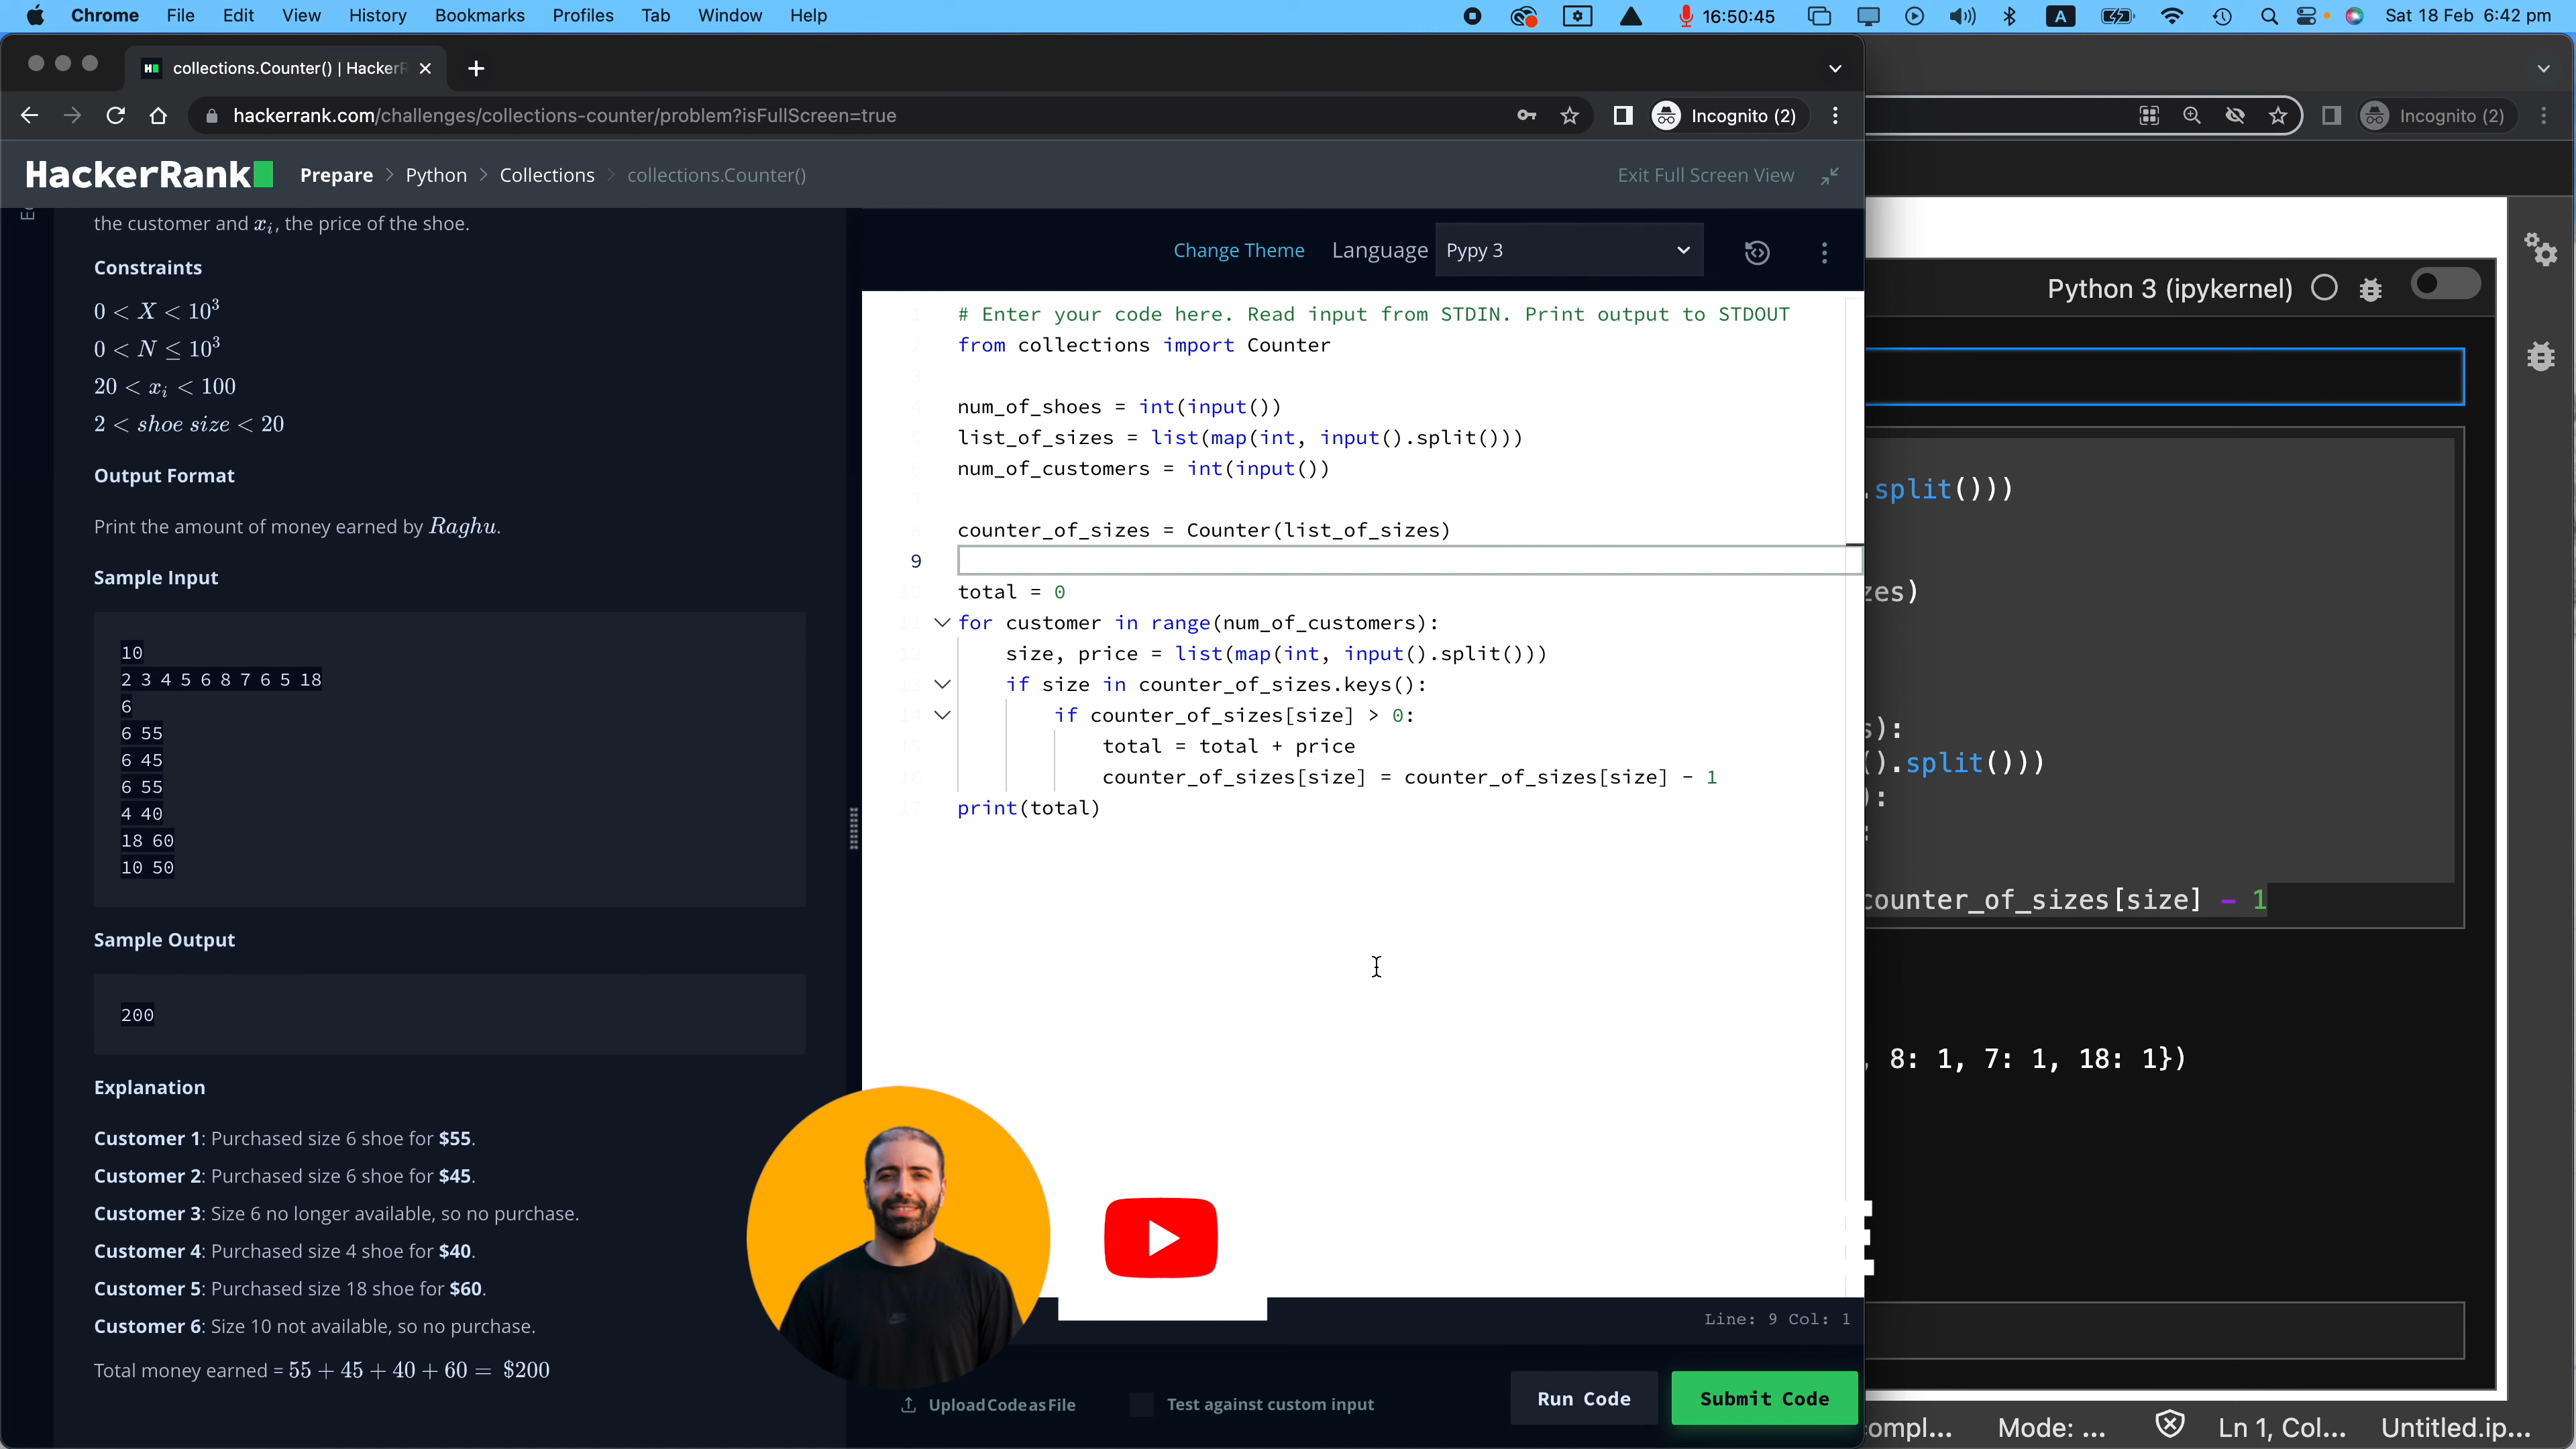 Chrome File Edit View History Bookmarks Profiles Tab Window Help 16:50:45 A Sat 18 Feb 6:42 pm
collections.Counter() | HackerR
hackerrank.com/challenges/collections-counter/problem?isFullScreen=true Incognito (2) Incognito (2)
HackerRank Prepare > Python > Collections > collections.Counter() Exit Full Screen View
the customer and xᵢ, the price of the shoe.
Constraints
0 < X < 10³
0 < N ≤ 10³
20 < xᵢ < 100
2 < shoe size < 20
Output Format
Print the amount of money earned by Raghu.
Sample Input
10
2 3 4 5 6 8 7 6 5 18
6
6 55
6 45
6 55
4 40
18 60
10 50
Sample Output
200
Explanation
Customer 1: Purchased size 6 shoe for $55.
Customer 2: Purchased size 6 shoe for $45.
Customer 3: Size 6 no longer available, so no purchase.
Customer 4: Purchased size 4 shoe for $40.
Customer 5: Purchased size 18 shoe for $60.
Customer 6: Size 10 not available, so no purchase.
Total money earned = 55 + 45 + 40 + 60 = $200
Change Theme Language Pypy 3
1 # Enter your code here. Read input from STDIN. Print output to STDOUT
2 from collections import Counter
3
4 num_of_shoes = int(input())
5 list_of_sizes = list(map(int, input().split()))
6 num_of_customers = int(input())
7
8 counter_of_sizes = Counter(list_of_sizes)
9
10 total = 0
11 for customer in range(num_of_customers):
12 size, price = list(map(int, input().split()))
13 if size in counter_of_sizes.keys():
14 if counter_of_sizes[size] > 0:
15 total = total + price
16 counter_of_sizes[size] = counter_of_sizes[size] - 1
17 print(total)
Line: 9 Col: 1
Upload Code as File Test against custom input Run Code Submit Code
Python 3 (ipykernel)
.split()))
zes)
s):
().split()))
):
:
counter_of_sizes[size] - 1
, 8: 1, 7: 1, 18: 1})
ompl... Mode: ... Ln 1, Col... Untitled.ip...